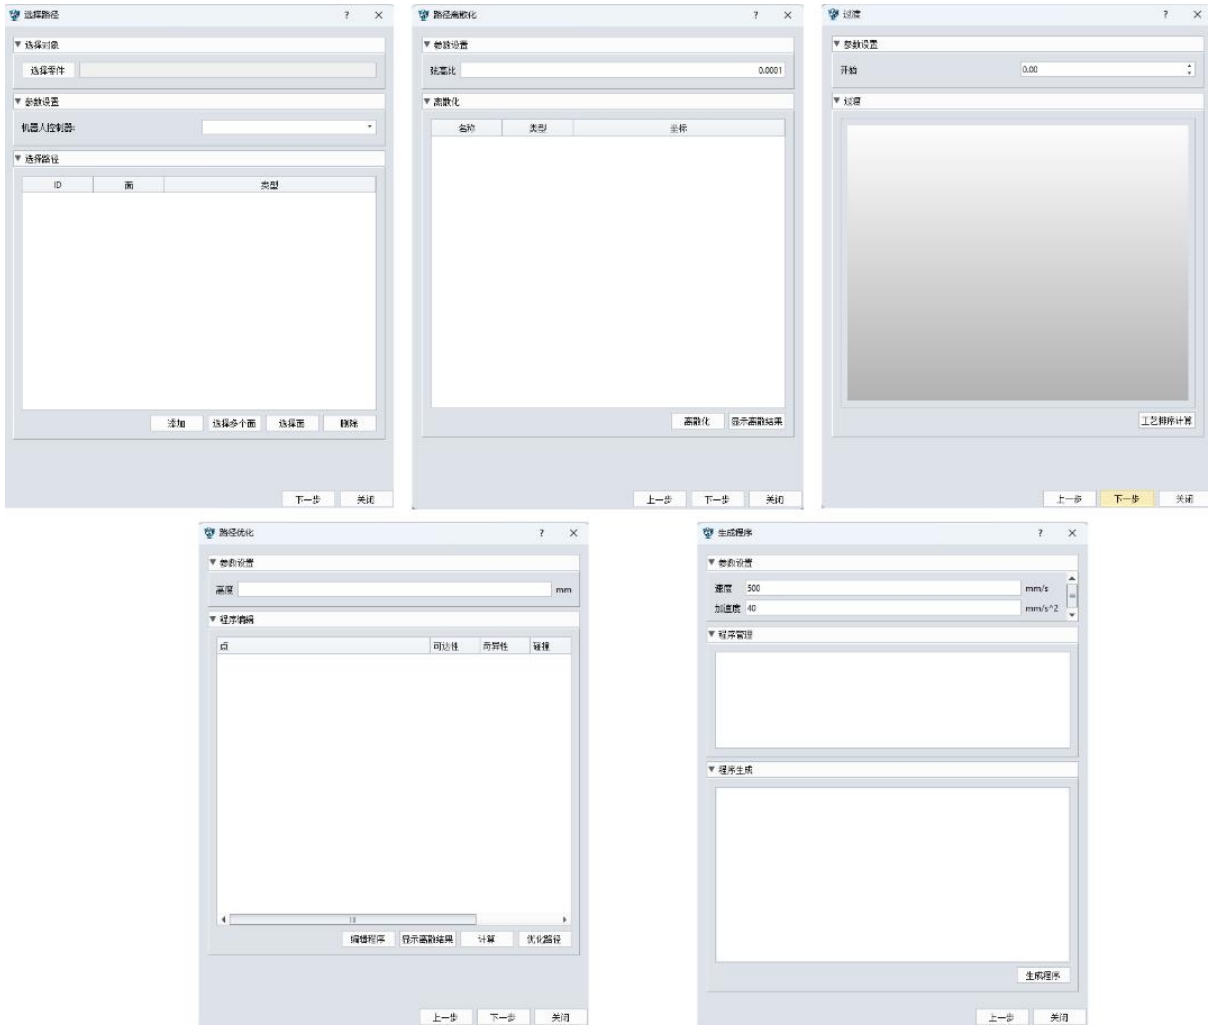 选择路径 ? ×
选择对象
选择零件
参数设置
机器人控制器:
选择路径
ID 面 类型
添加 选择多个面 选择面 删除
下一步 关闭
路径离散化 ? ×
参数设置
弦高比 0.0001
离散化
名称 类型 坐标
离散化 显示离散结果
上一步 下一步 关闭
过渡 ? ×
参数设置
开始 0.00
过渡
工艺排序计算
上一步 下一步 关闭
路径优化 ? ×
参数设置
高度 mm
程序编辑
点 可达性 奇异性 碰撞
编辑程序 显示离散结果 计算 优化路径
上一步 下一步 关闭
生成程序 ? ×
参数设置
速度 500 mm/s
加速度 40 mm/s^2
程序管理
程序生成
生成程序
上一步 关闭